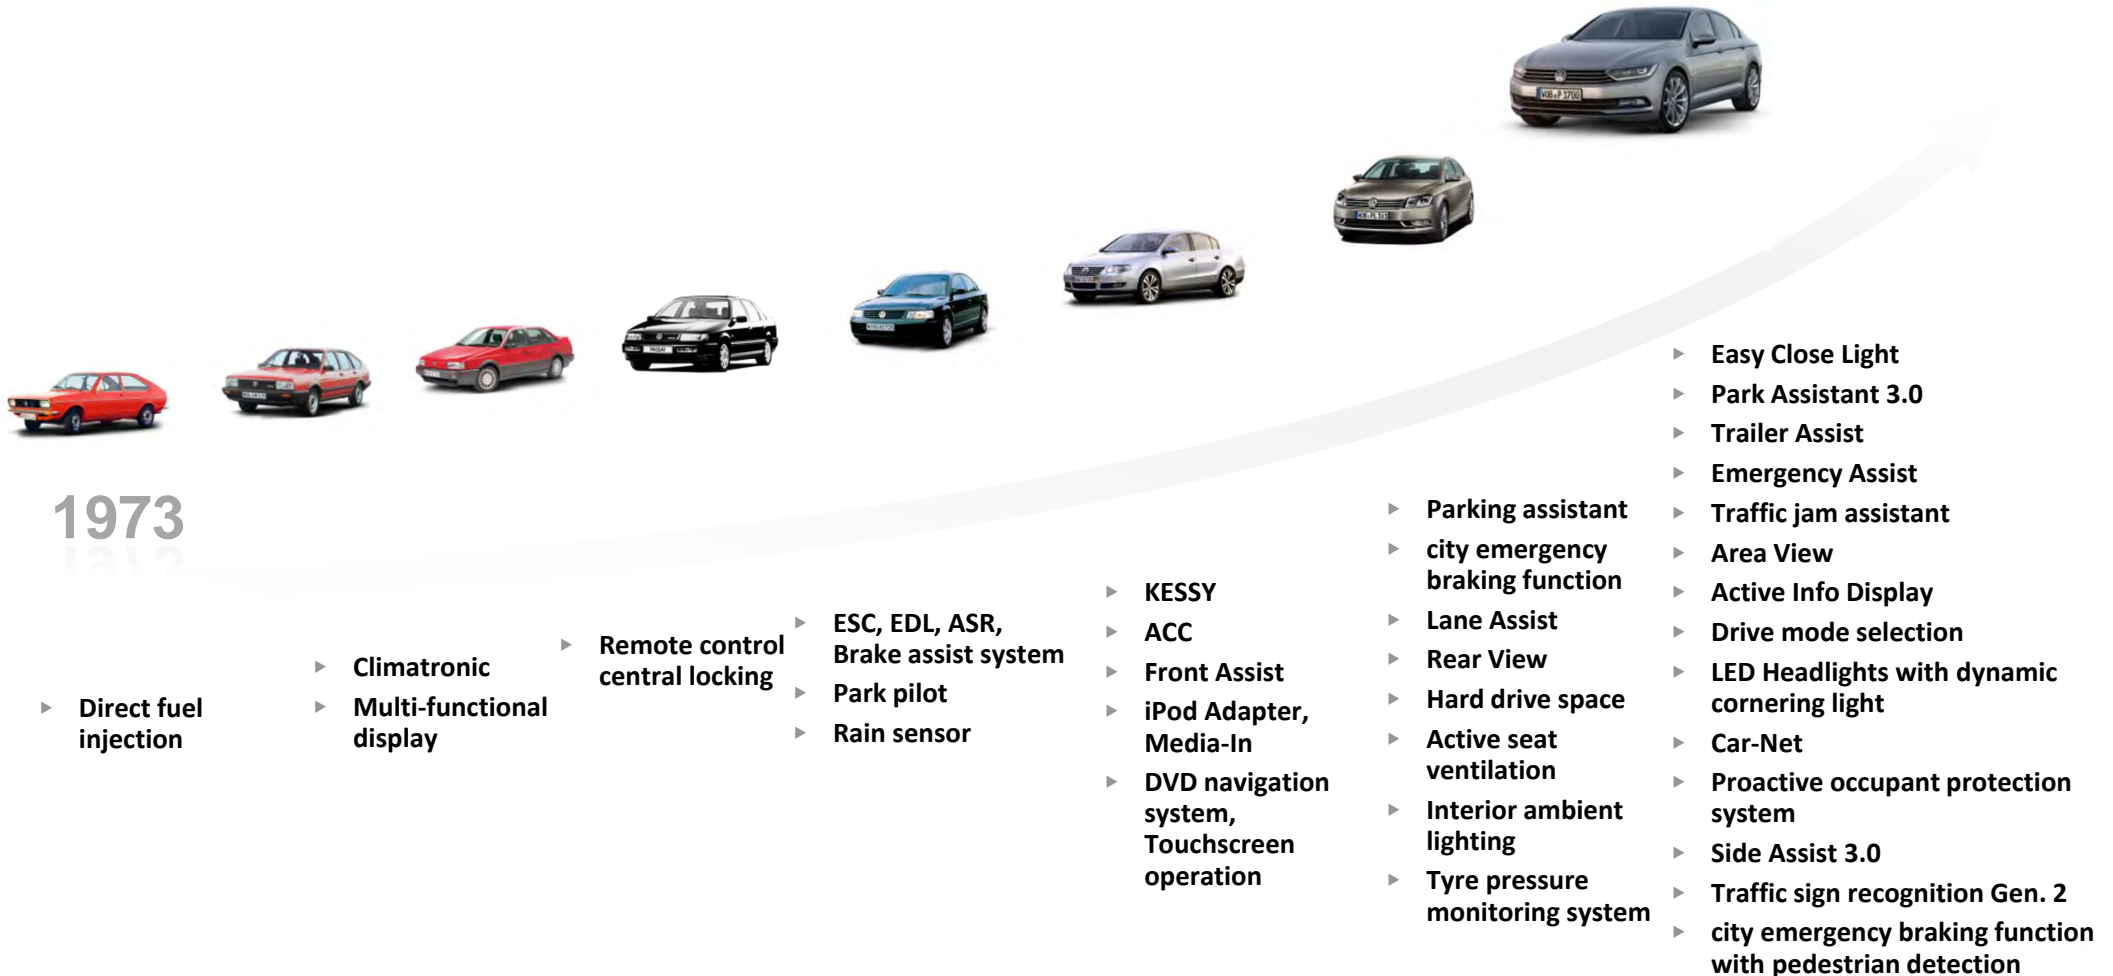 1973
Direct fuel
injection
Climatronic
Multi-functional
display
Remote control
central locking
ESC, EDL, ASR,
Brake assist system
Park pilot
Rain sensor
KESSY
ACC
Front Assist
iPod Adapter,
Media-In
DVD navigation
system,
Touchscreen
operation
Parking assistant
city emergency
braking function
Lane Assist
Rear View
Hard drive space
Active seat
ventilation
Interior ambient
lighting
Tyre pressure
monitoring system
Easy Close Light
Park Assistant 3.0
Trailer Assist
Emergency Assist
Traffic jam assistant
Area View
Active Info Display
Drive mode selection
LED Headlights with dynamic
cornering light
Car-Net
Proactive occupant protection
system
Side Assist 3.0
Traffic sign recognition Gen. 2
city emergency braking function
with pedestrian detection
PASSAT